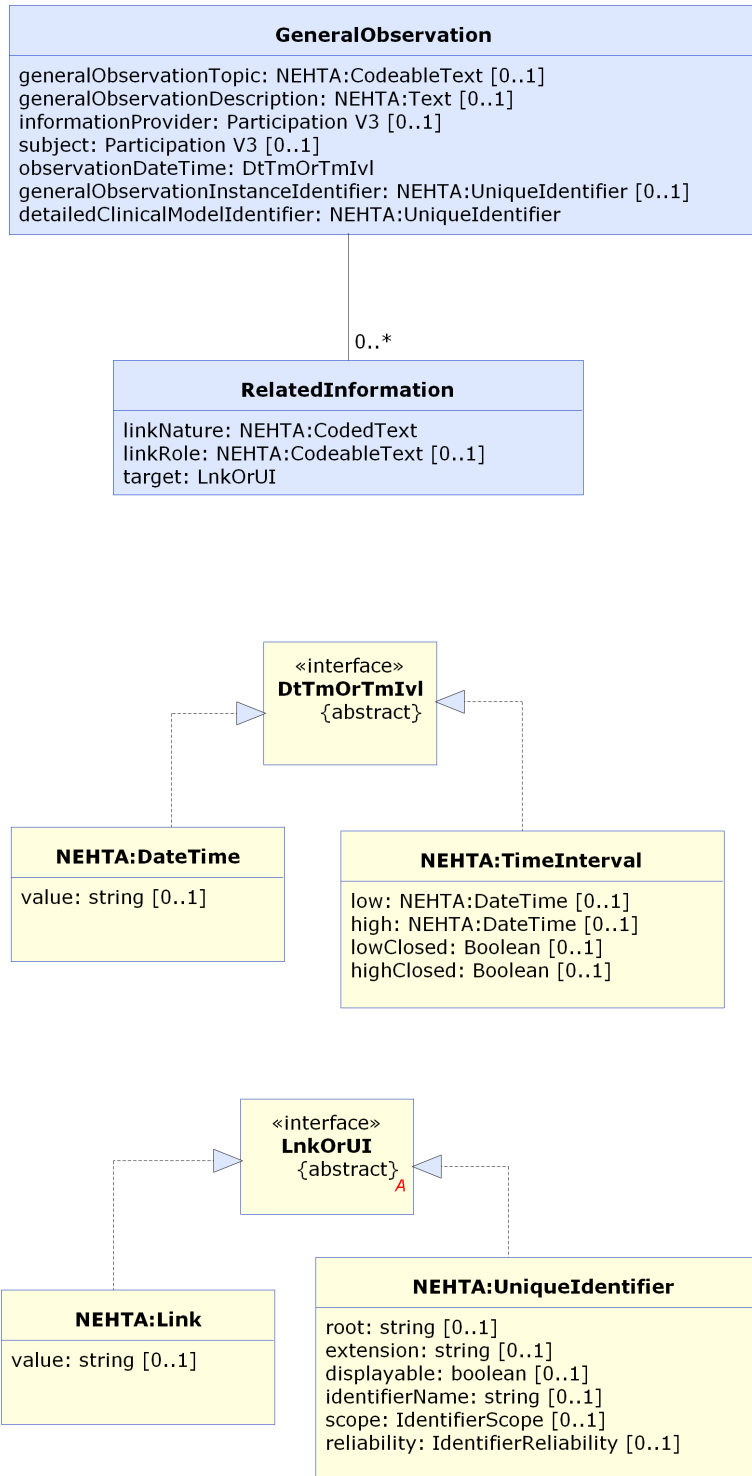 GeneralObservation
generalObservationTopic: NEHTA:CodeableText [0..1]
generalObservationDescription: NEHTA:Text [0..1]
informationProvider: Participation V3 [0..1]
subject: Participation V3 [0..1]
observationDateTime: DtTmOrTmIvl
generalObservationInstanceIdentifier: NEHTA:UniqueIdentifier [0..1]
detailedClinicalModelIdentifier: NEHTA:UniqueIdentifier
0..*
RelatedInformation
linkNature: NEHTA:CodedText
linkRole: NEHTA:CodeableText [0..1]
target: LnkOrUI
«interface»
DtTmOrTmIvl
{abstract}
NEHTA:DateTime
value: string [0..1]
NEHTA:TimeInterval
low: NEHTA:DateTime [0..1]
high: NEHTA:DateTime [0..1]
lowClosed: Boolean [0..1]
highClosed: Boolean [0..1]
«interface»
LnkOrUI
{abstract}
A
NEHTA:Link
value: string [0..1]
NEHTA:UniqueIdentifier
root: string [0..1]
extension: string [0..1]
displayable: boolean [0..1]
identifierName: string [0..1]
scope: IdentifierScope [0..1]
reliability: IdentifierReliability [0..1]